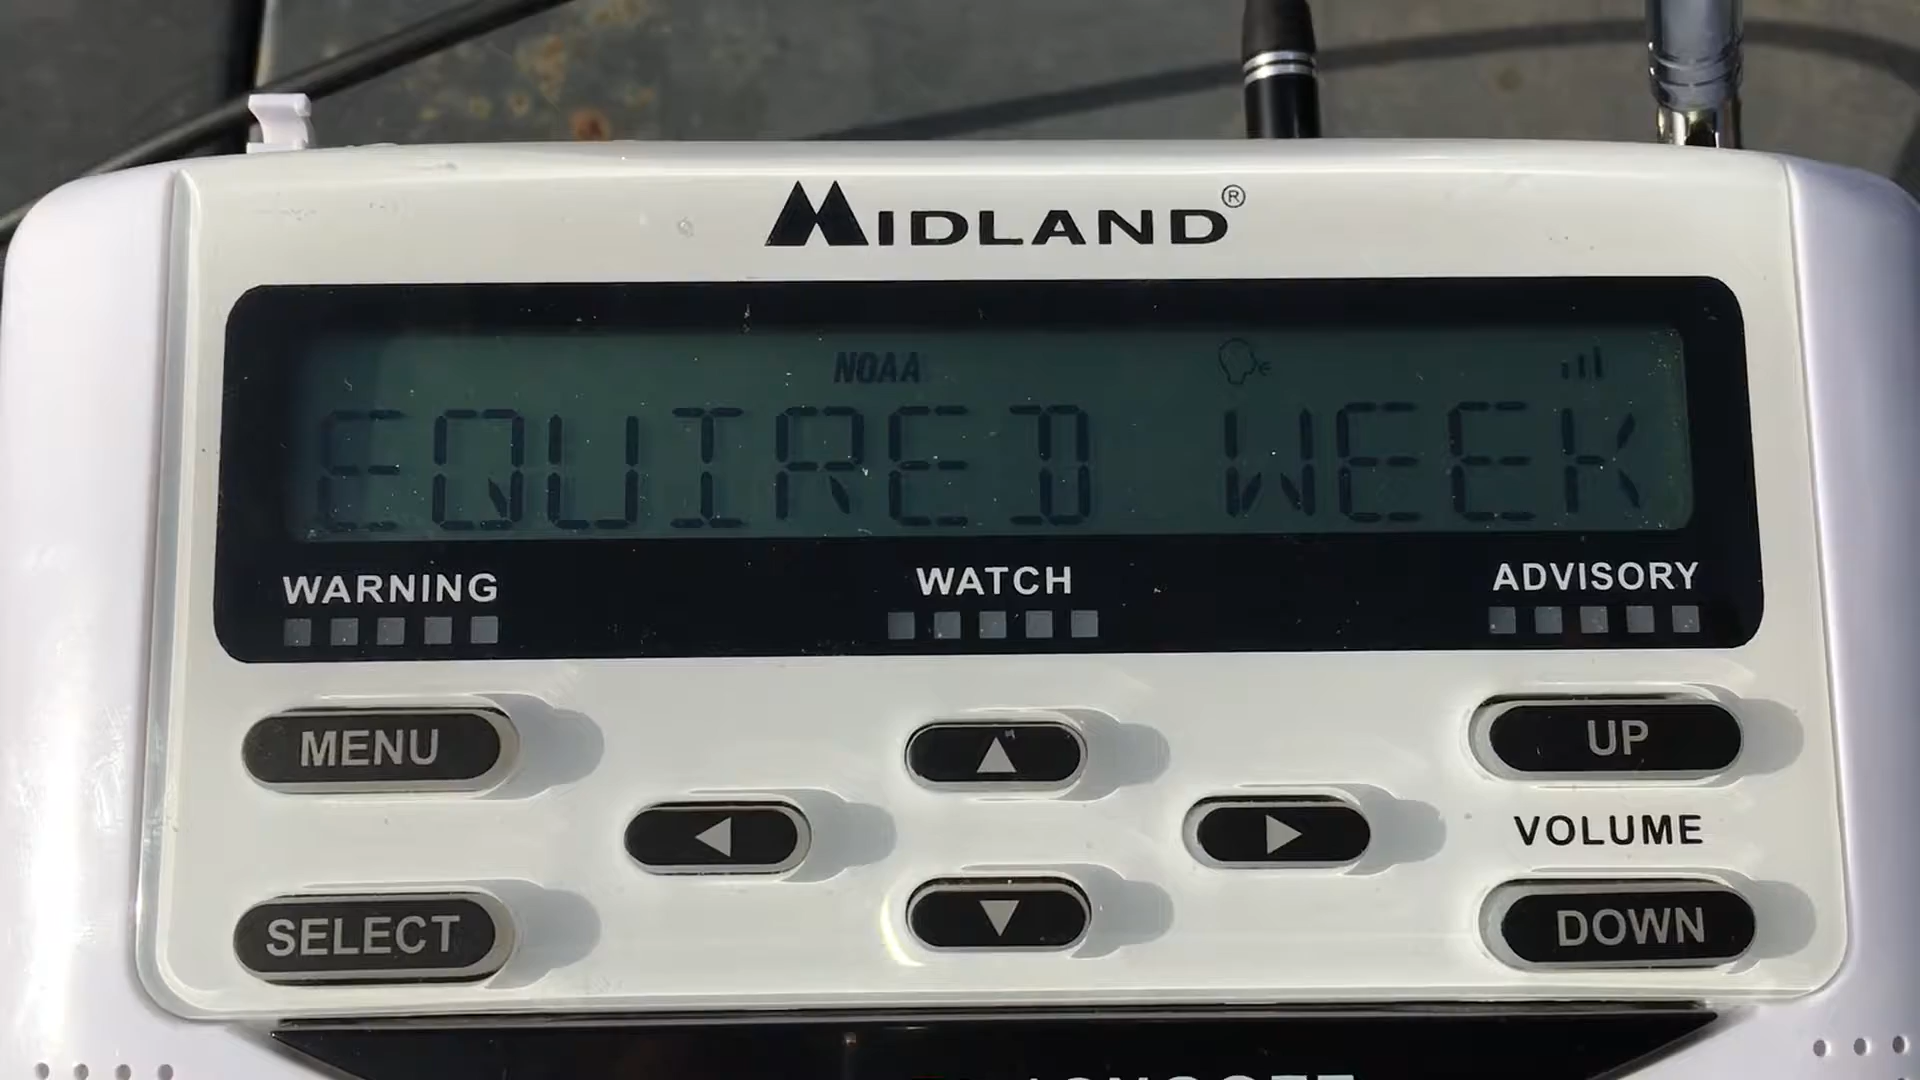 MIDLAND®
NOAA
EQUIRED WEEK
WARNING
WATCH
ADVISORY
MENU
UP
VOLUME
SELECT
DOWN